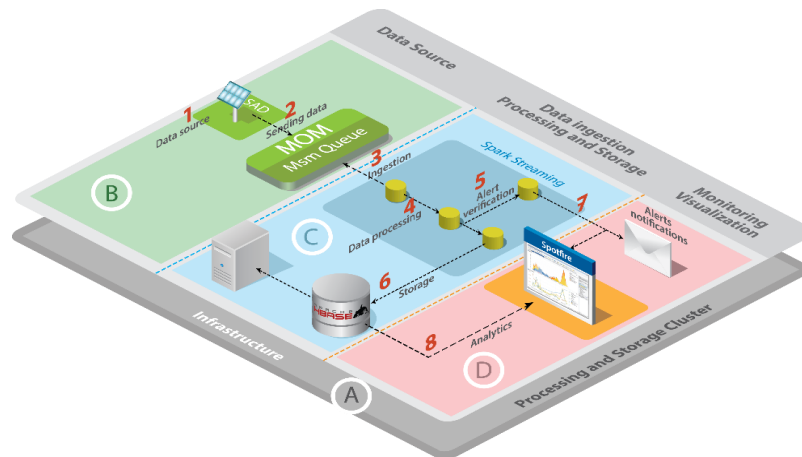 Data Source
Data ingestion
Processing and Storage
Monitoring
Visualization
1
Data source
SAD
2
Sending data
MOM
Msm Queue
3
Ingestion
Spark Streaming
4
Data processing
5
Alert
verification
7
Alerts
notifications
Spotfire
6
Storage
APACHE
HBASE
8
Analytics
B
C
D
A
Infrastructure
Processing and Storage Cluster